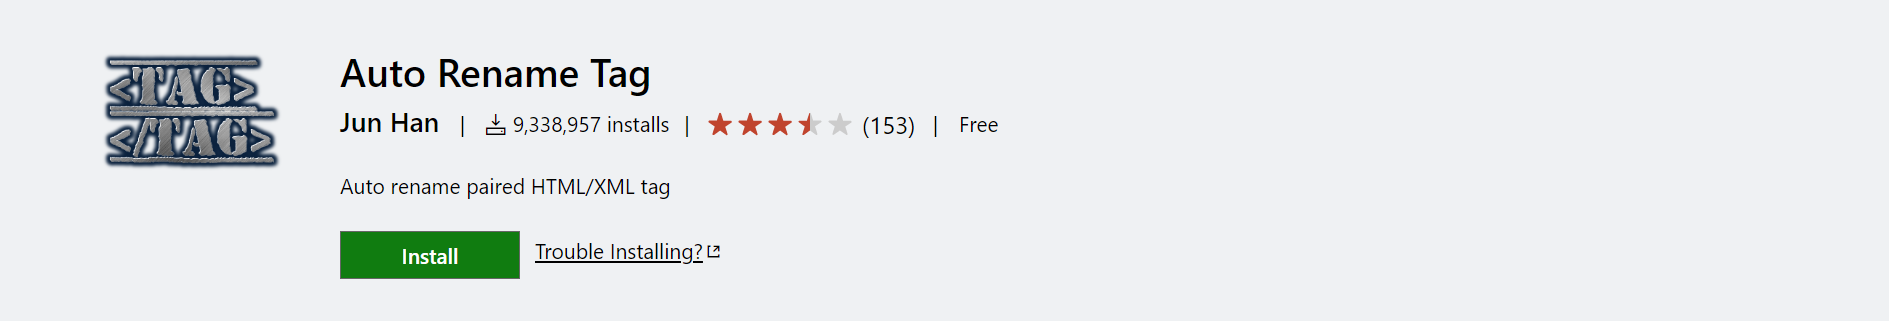 <TAG>
</TAG>
Auto Rename Tag
Jun Han | 9,338,957 installs | (153) | Free
Auto rename paired HTML/XML tag
Install Trouble Installing?